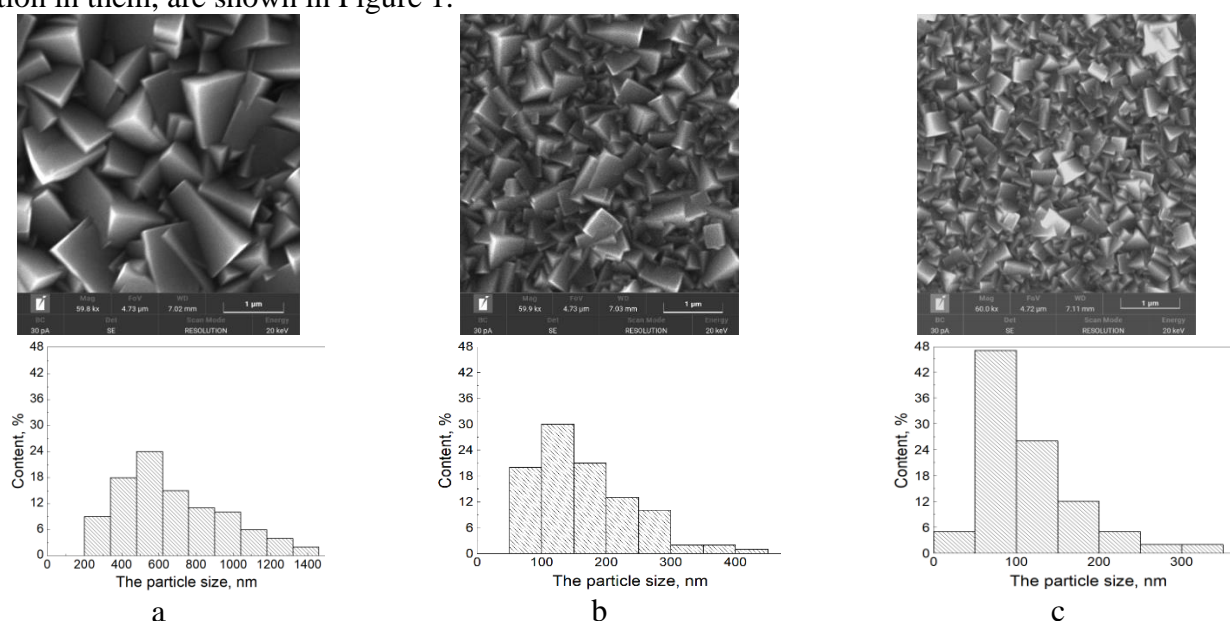 tion in them, are shown in Figure 1.
Mag FoV WD
59.8 kx 4.73 µm 7.02 mm 1 µm
BC Det Scan Mode Energy
30 pA SE RESOLUTION 20 keV
Mag FoV WD
59.9 kx 4.73 µm 7.03 mm 1 µm
BC Det Scan Mode Energy
30 pA SE RESOLUTION 20 keV
Mag FoV WD
60.0 kx 4.72 µm 7.11 mm 1 µm
BC Det Scan Mode Energy
30 pA SE RESOLUTION 20 keV
Content, %
48
42
36
30
24
18
12
6
0
0 200 400 600 800 1000 1200 1400
The particle size, nm
a
Content, %
48
42
36
30
24
18
12
6
0
0 100 200 300 400
The particle size, nm
b
Content, %
48
42
36
30
24
18
12
6
0
0 100 200 300
The particle size, nm
c